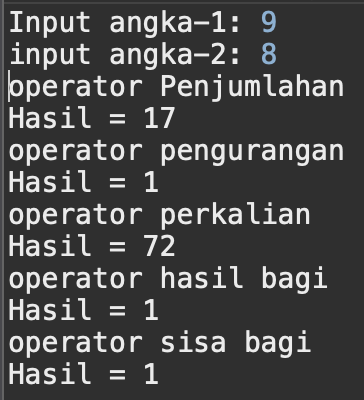 Input angka-1: 9
input angka-2: 8
operator Penjumlahan
Hasil = 17
operator pengurangan
Hasil = 1
operator perkalian
Hasil = 72
operator hasil bagi
Hasil = 1
operator sisa bagi
Hasil = 1